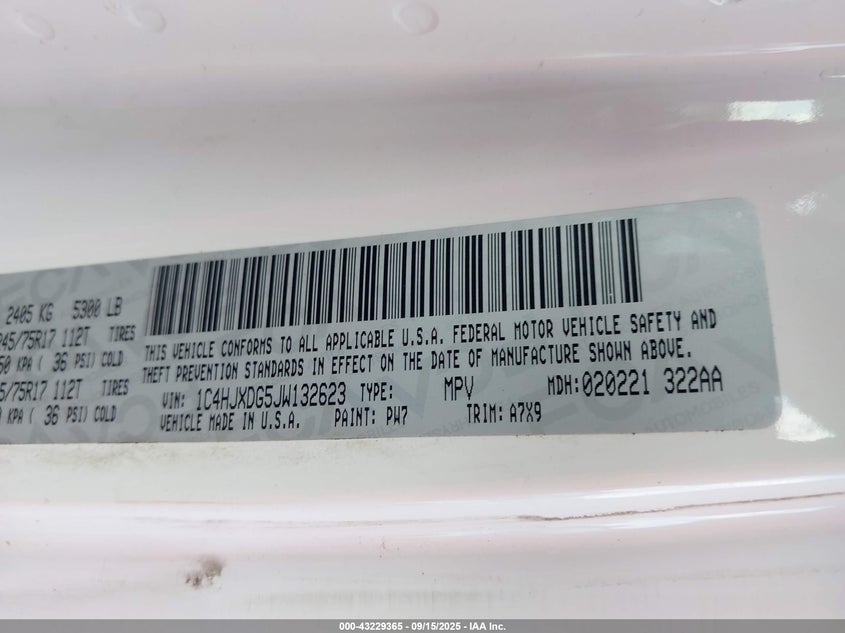 2405 KG 5300 LB
245/75R17 112T TIRES
50 KPA ( 36 PSI) COLD
5/75R17 112T TIRES
KPA ( 36 PSI) COLD
THIS VEHICLE CONFORMS TO ALL APPLICABLE U.S.A. FEDERAL MOTOR VEHICLE SAFETY AND
THEFT PREVENTION STANDARDS IN EFFECT ON THE DATE OF MANUFACTURE SHOWN ABOVE.
VIN: 1C4HJXDG5JW132623 TYPE: MPV MDH:020221 322AA
VEHICLE MADE IN U.S.A. PAINT: PW7 TRIM: A7X9
000-43229365 - 09/15/2025 - IAA Inc.